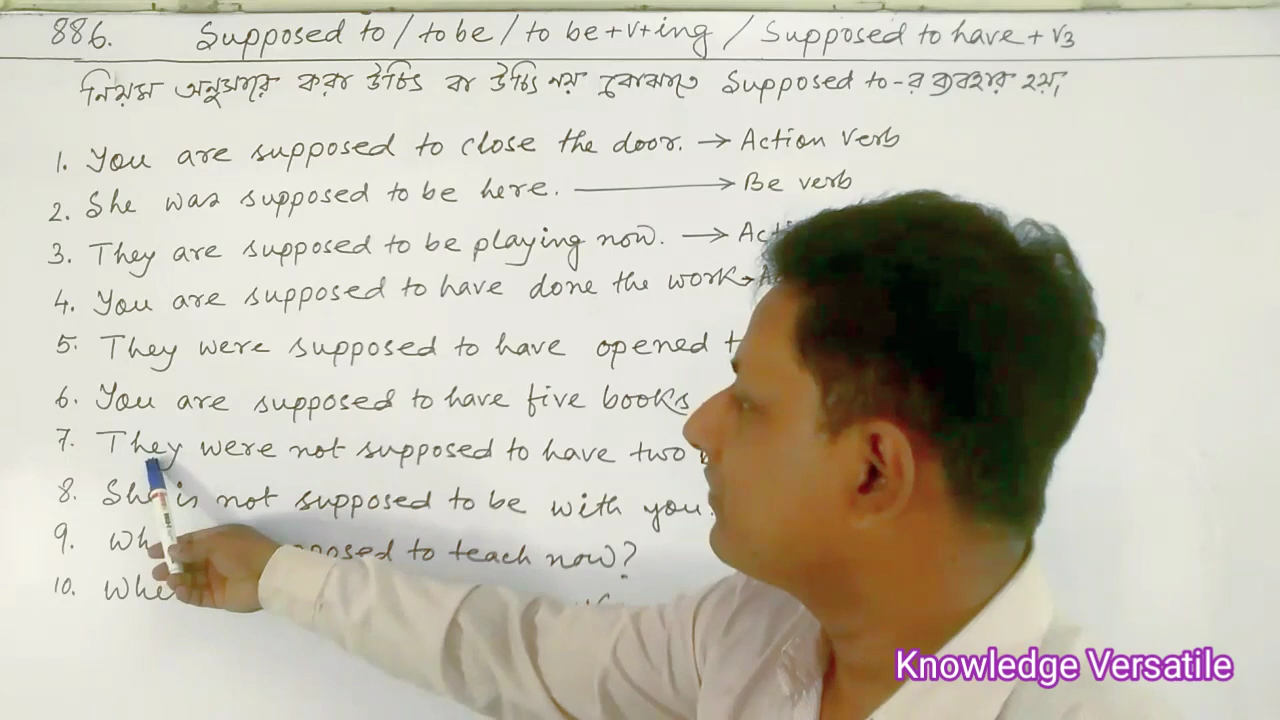 886. Supposed to / to be / to be+v+ing / Supposed to have + v3
নিয়ম অনুসারে করা উচিৎ বা উচিৎ নয় বোঝাতে Supposed to-র ব্যবহার হয়,
1. You are supposed to close the door. → Action verb
2. She was supposed to be here. → Be verb
3. They are supposed to be playing now. →
4. You are supposed to have done the work
5. They were supposed to have opened
6. You are supposed to have five books
7. They were not supposed to have two
8. She is not supposed to be with you.
9. to teach now?
10.
Knowledge Versatile